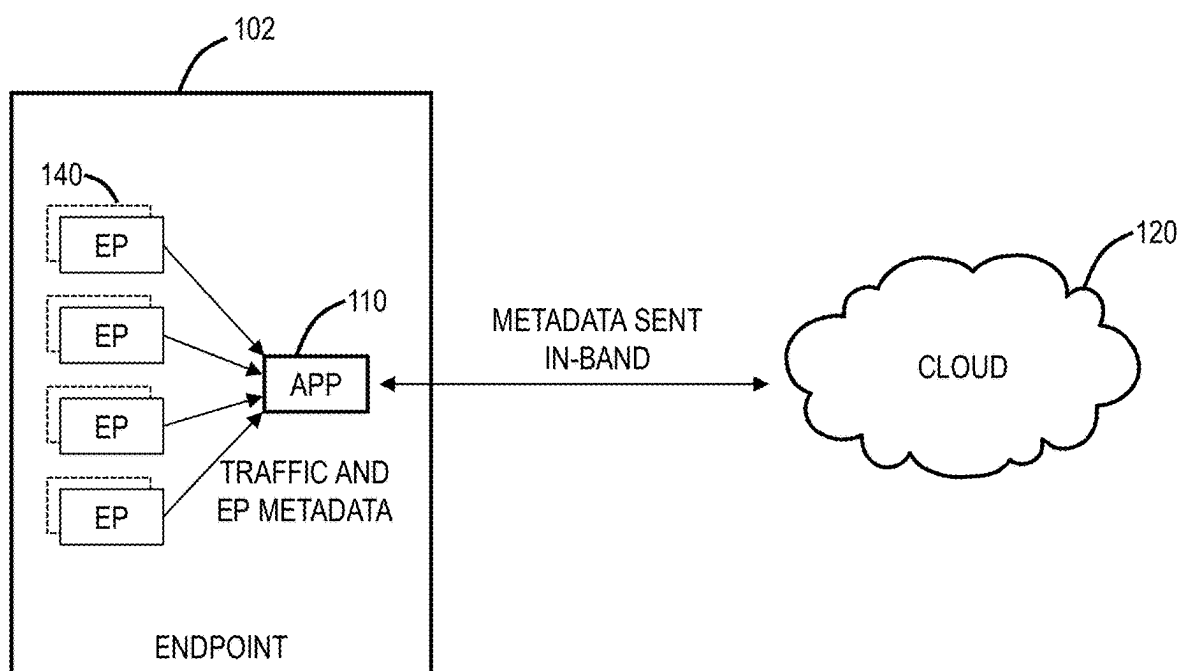 102
140
EP
EP
EP
EP
110
APP
TRAFFIC AND
EP METADATA
ENDPOINT
METADATA SENT
IN-BAND
120
CLOUD